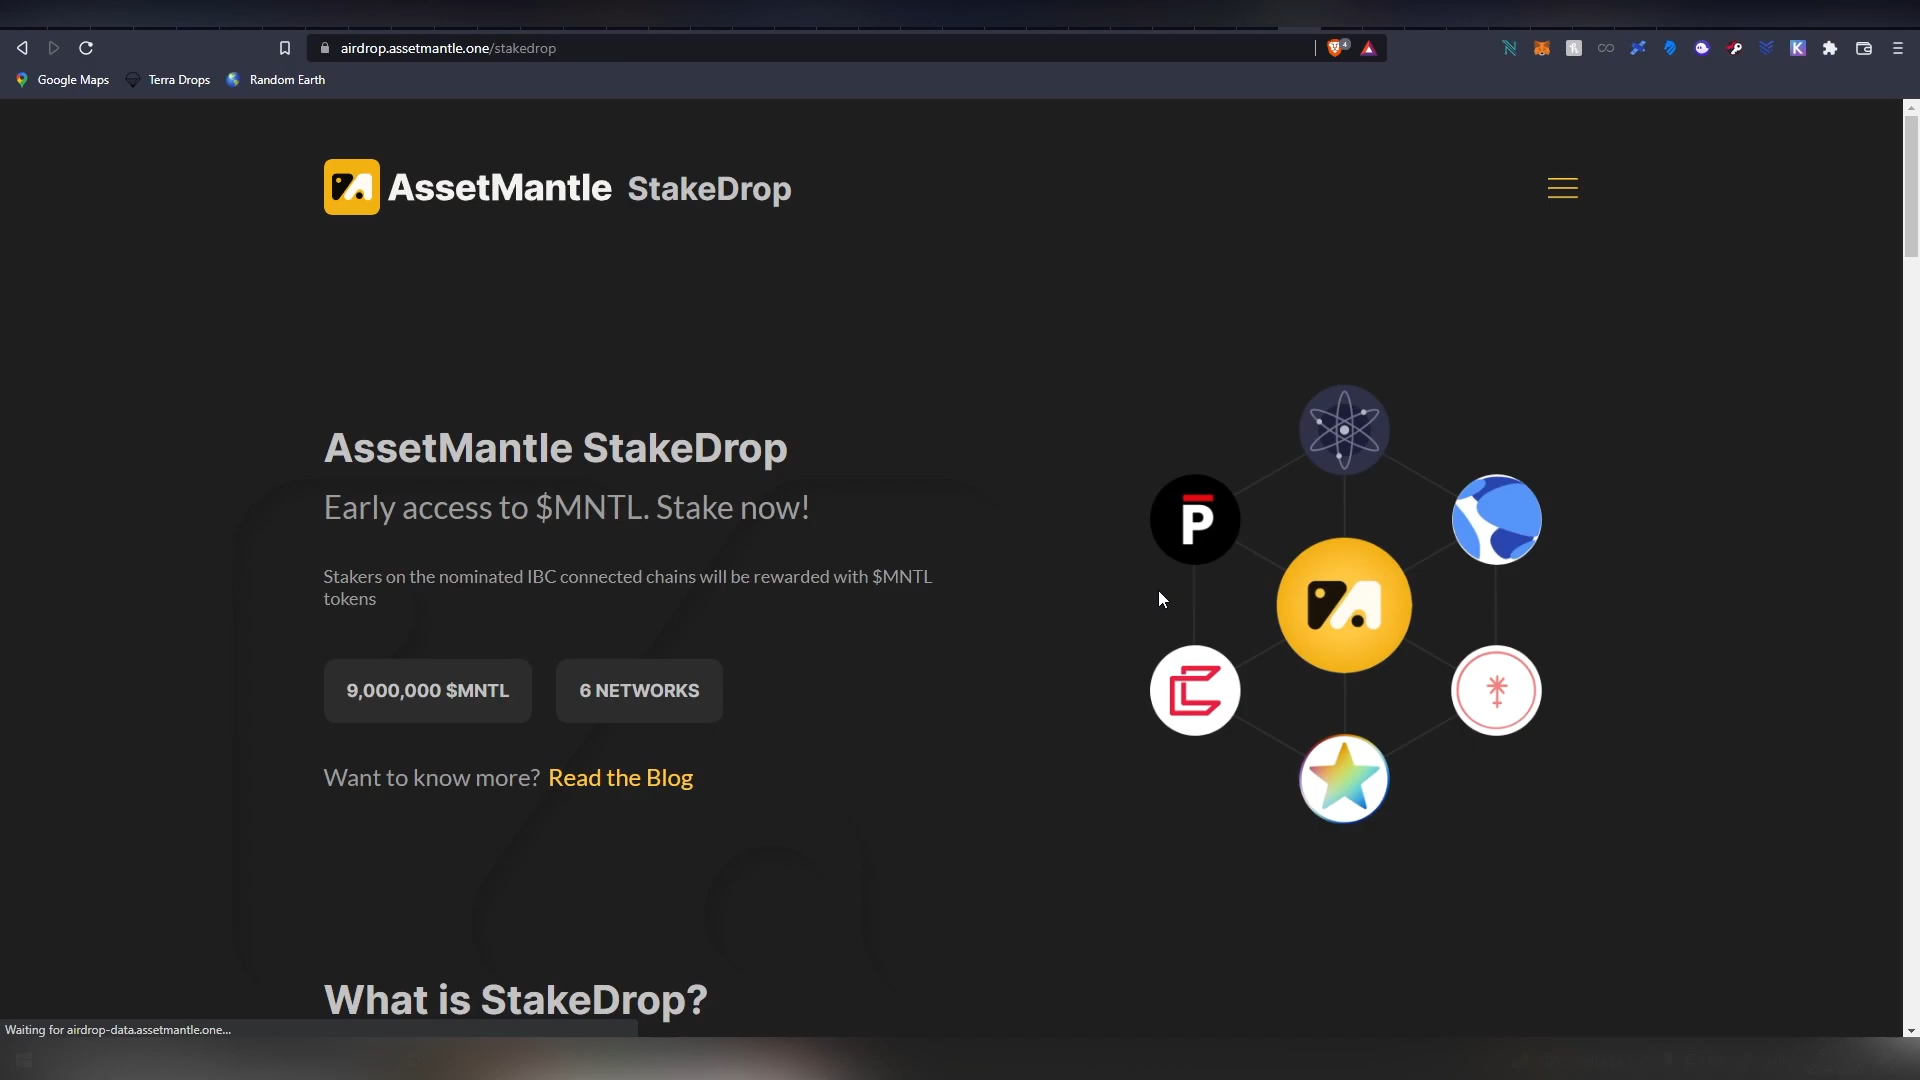 airdrop.assetmantle.one/stakedrop
4
Google Maps
Terra Drops
Random Earth
AssetMantle StakeDrop
AssetMantle StakeDrop
Early access to $MNTL. Stake now!
Stakers on the nominated IBC connected chains will be rewarded with $MNTL
tokens
9,000,000 $MNTL
6 NETWORKS
Want to know more? Read the Blog
What is StakeDrop?
Waiting for airdrop-data.assetmantle.one...